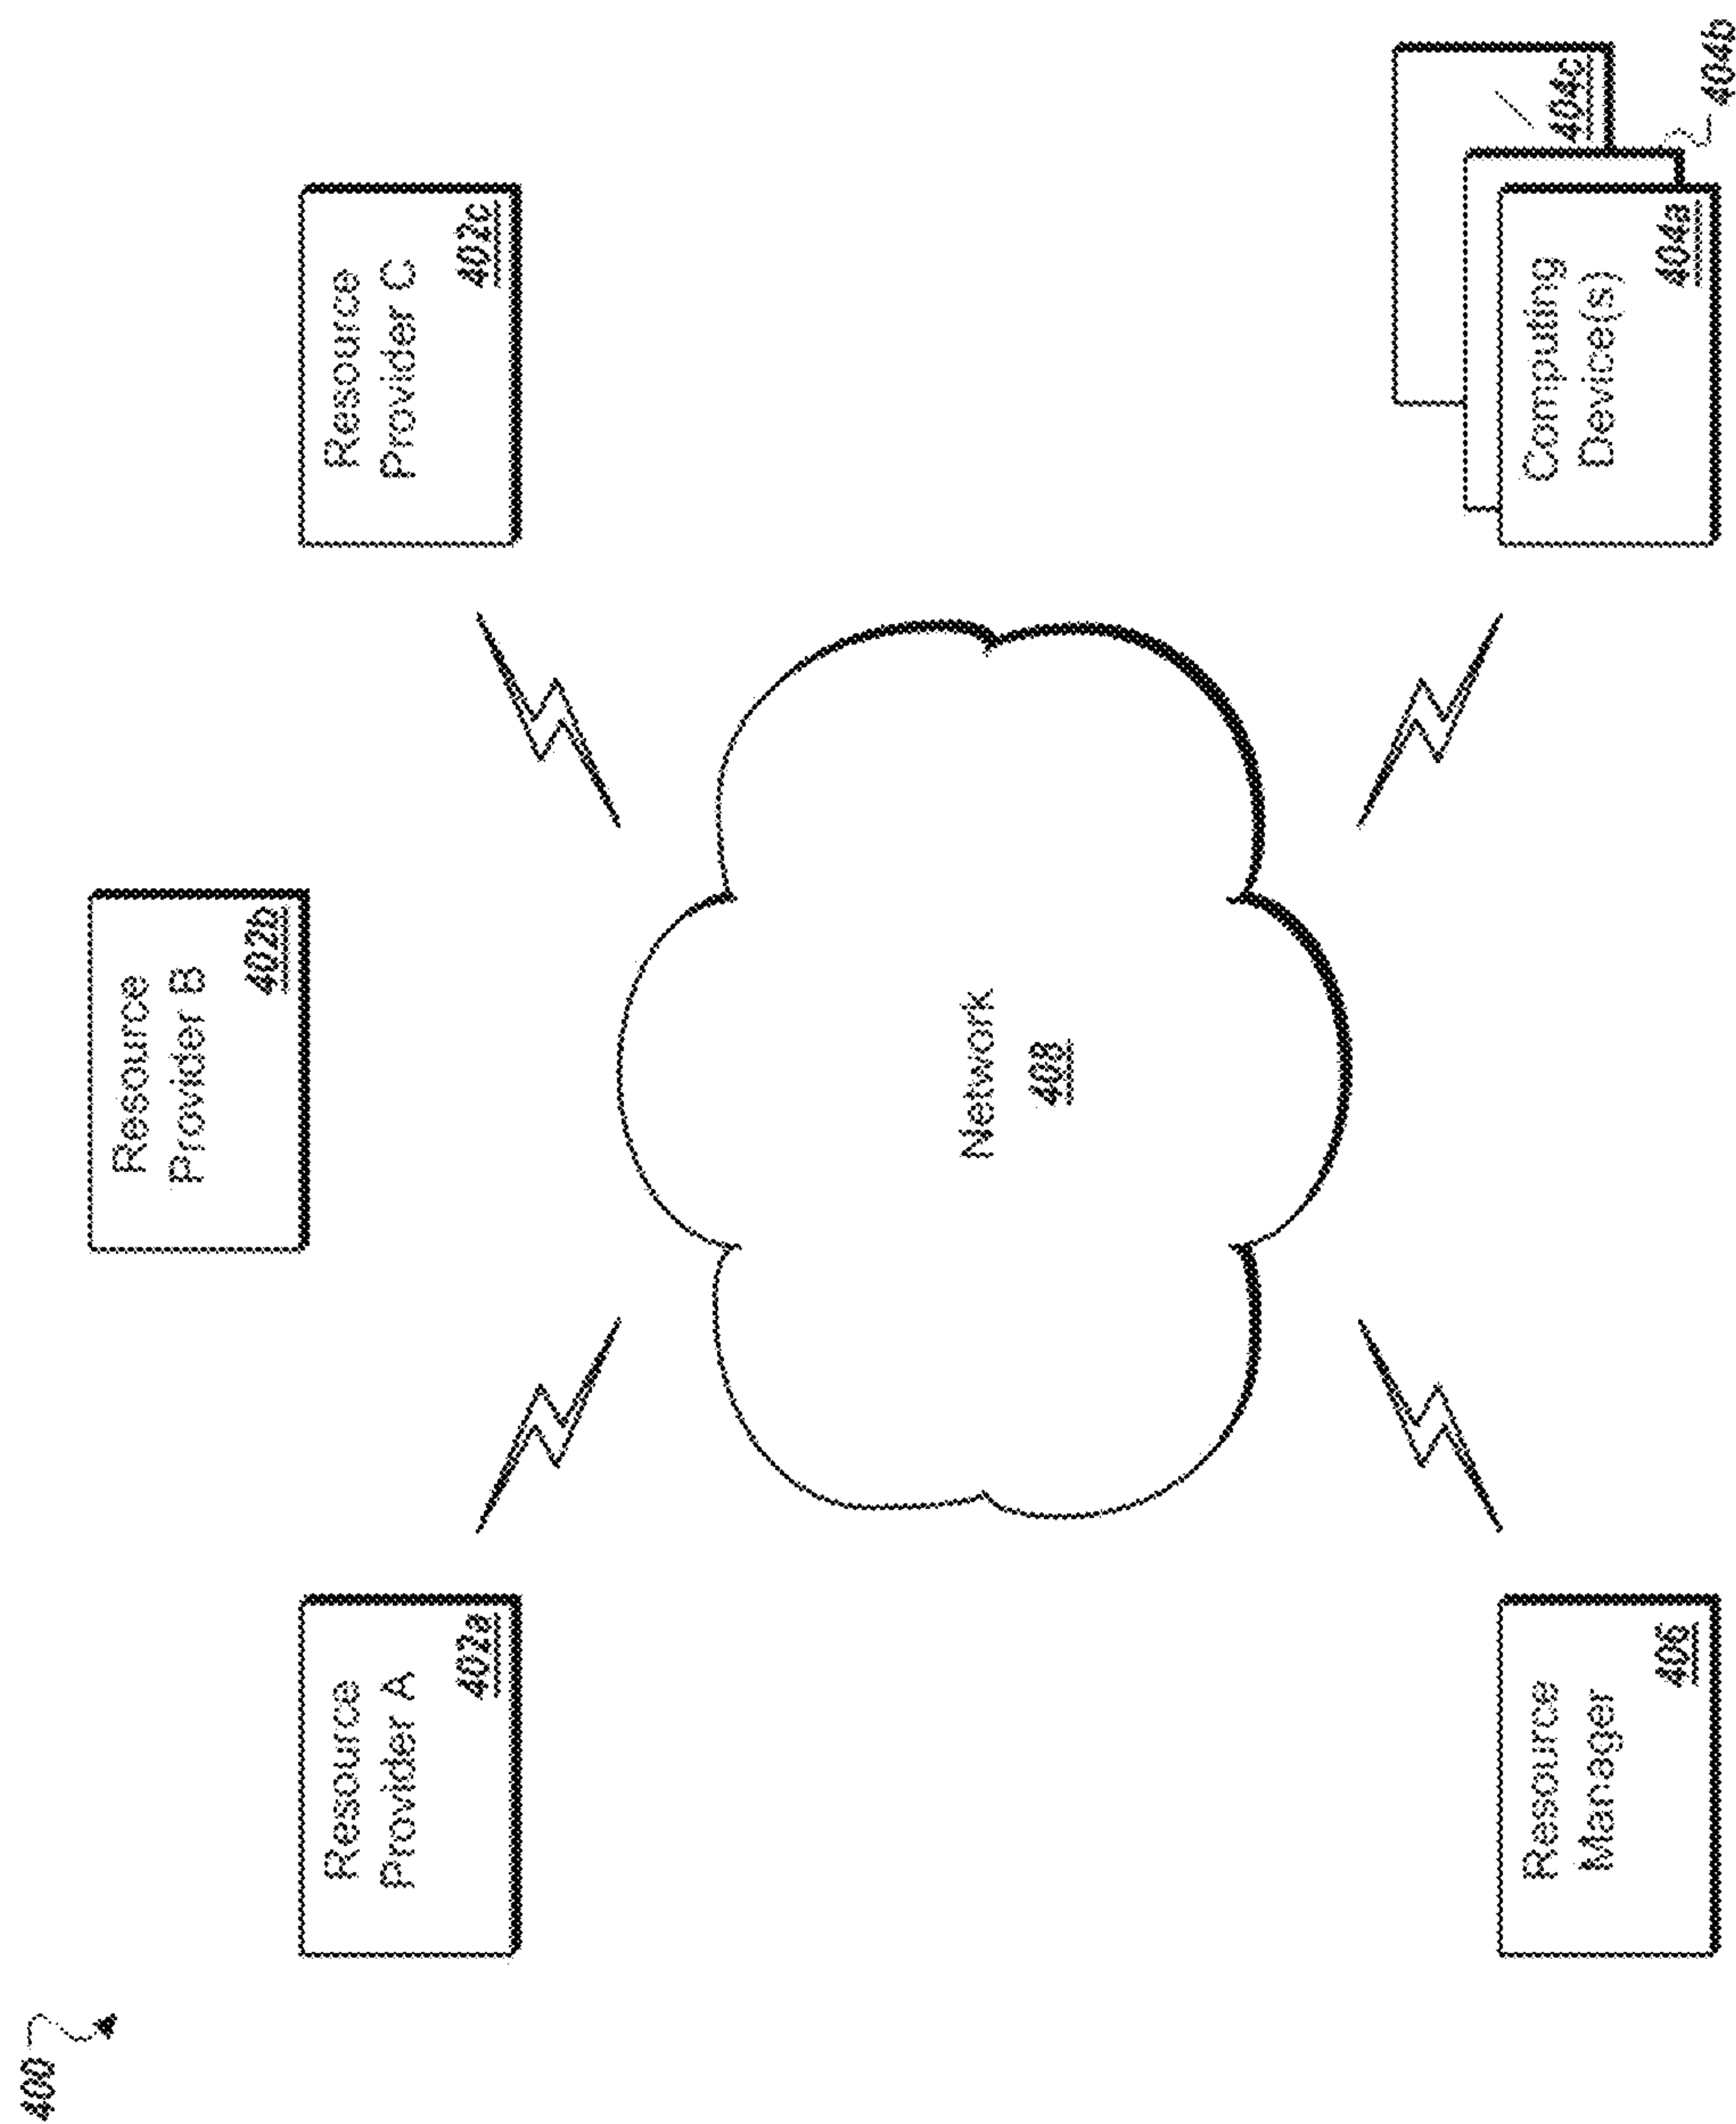 400
Resource
Provider B
402b
Resource
Provider A
402a
Resource
Provider C
402c
Network
408
Resource
Manager
406
404c
Computing
Device(s)
404a
404b